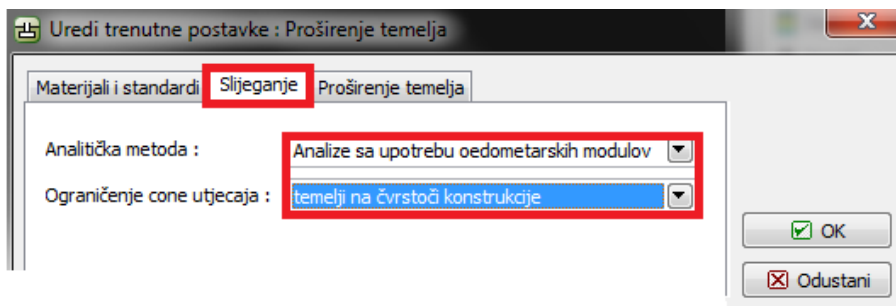 Uredi trenutne postavke : Proširenje temelja
Materijali i standardi Slijeganje Proširenje temelja
Analitička metoda : Analize sa upotrebu oedometarskih modulov
Ograničenje cone utjecaja : temelji na čvrstoći konstrukcije
OK
Odustani